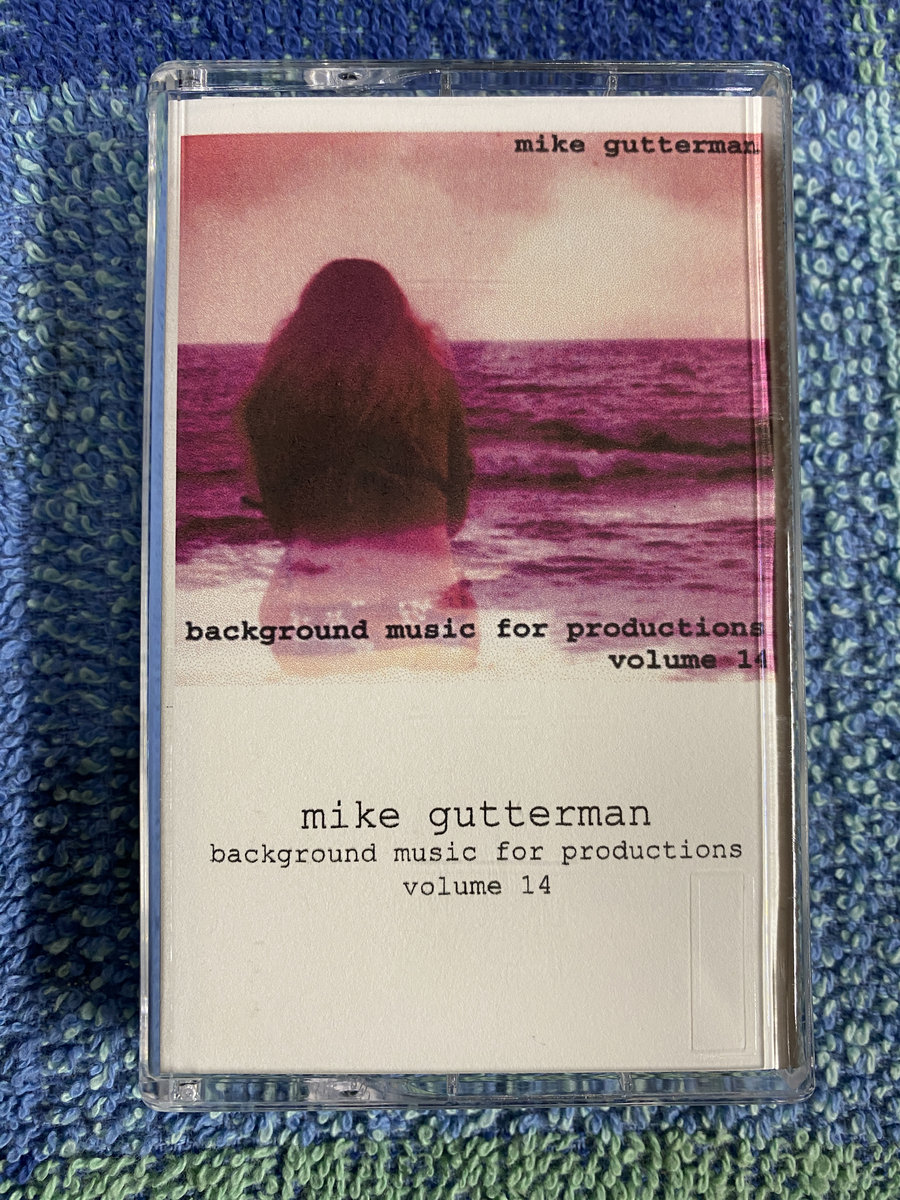 mike gutterman
background music for productions
volume 14
mike gutterman
background music for productions
volume 14